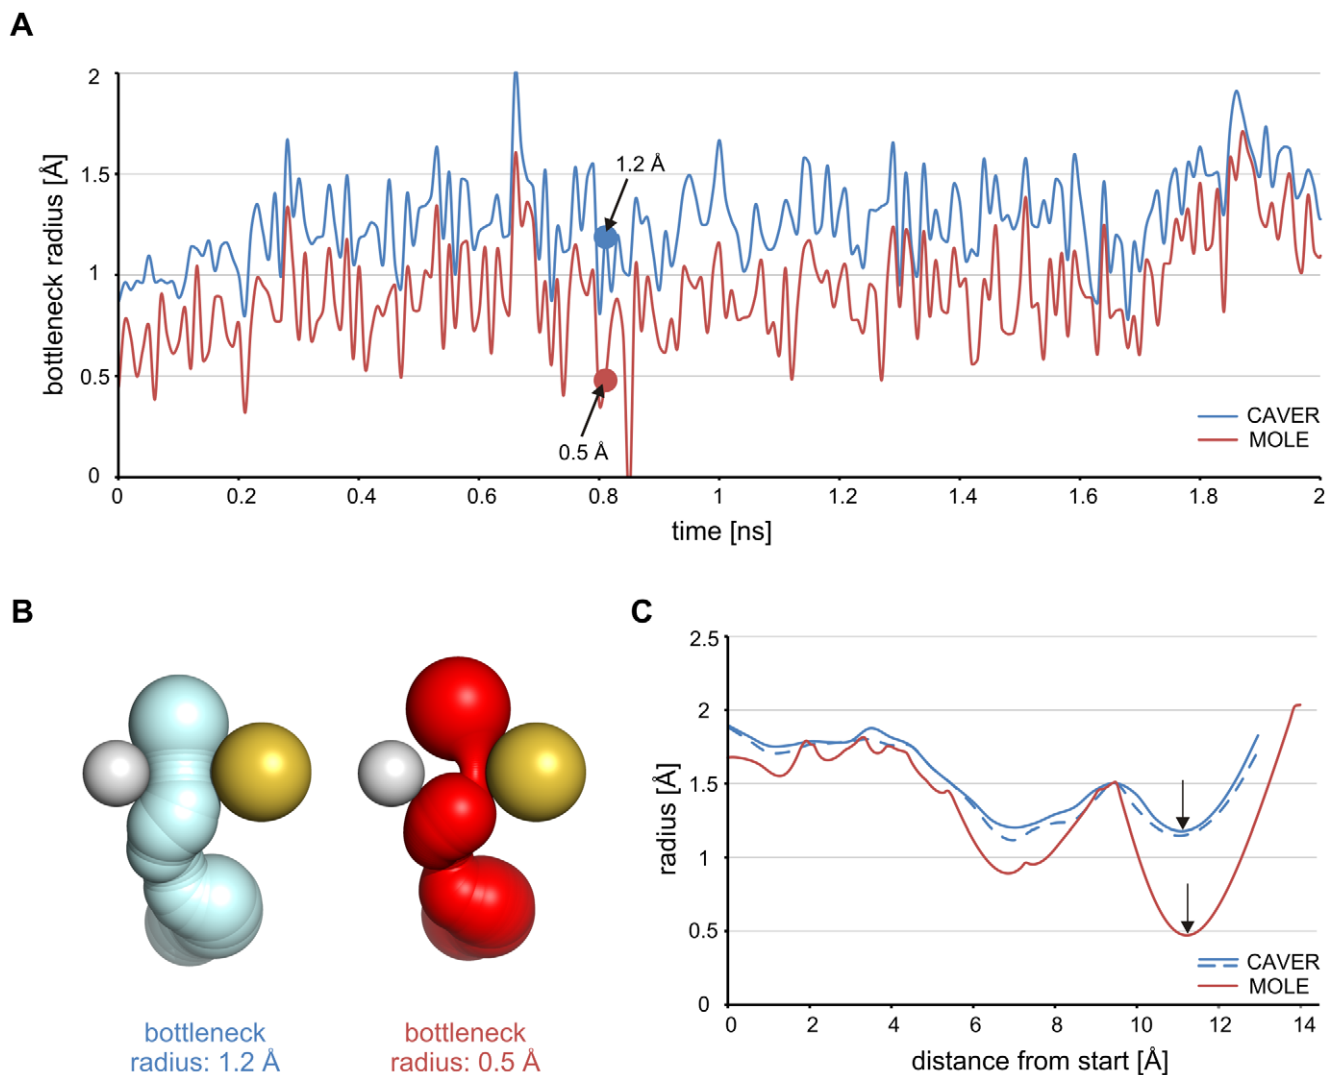 A
bottleneck radius [Å]
2
1.5
1
0.5
0
1.2 Å
0.5 Å
CAVER
MOLE
0 0.2 0.4 0.6 0.8 1 1.2 1.4 1.6 1.8 2
time [ns]
B
bottleneck
radius: 1.2 Å
bottleneck
radius: 0.5 Å
C
radius [Å]
2.5
2
1.5
1
0.5
0
CAVER
MOLE
0 2 4 6 8 10 12 14
distance from start [Å]